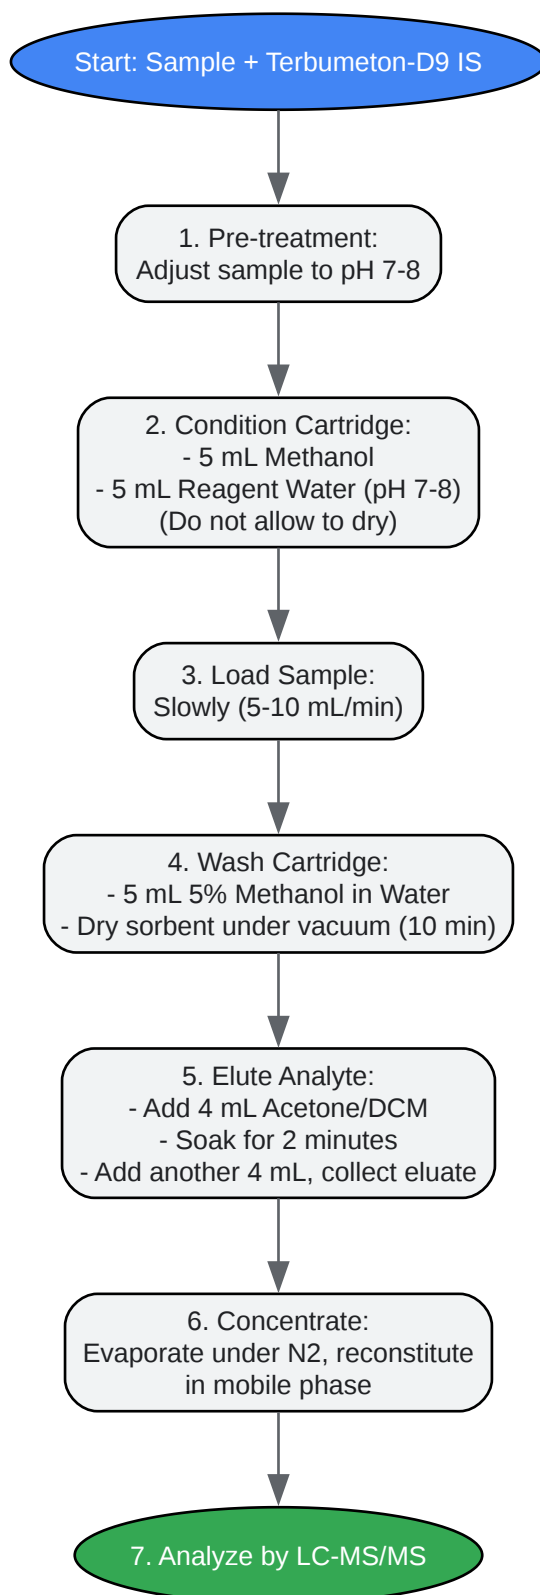 Start: Sample + Terbumeton-D9 IS
1. Pre-treatment:
Adjust sample to pH 7-8
2. Condition Cartridge:
- 5 mL Methanol
- 5 mL Reagent Water (pH 7-8)
(Do not allow to dry)
3. Load Sample:
Slowly (5-10 mL/min)
4. Wash Cartridge:
- 5 mL 5% Methanol in Water
- Dry sorbent under vacuum (10 min)
5. Elute Analyte:
- Add 4 mL Acetone/DCM
- Soak for 2 minutes
- Add another 4 mL, collect eluate
6. Concentrate:
Evaporate under N2, reconstitute
in mobile phase
7. Analyze by LC-MS/MS